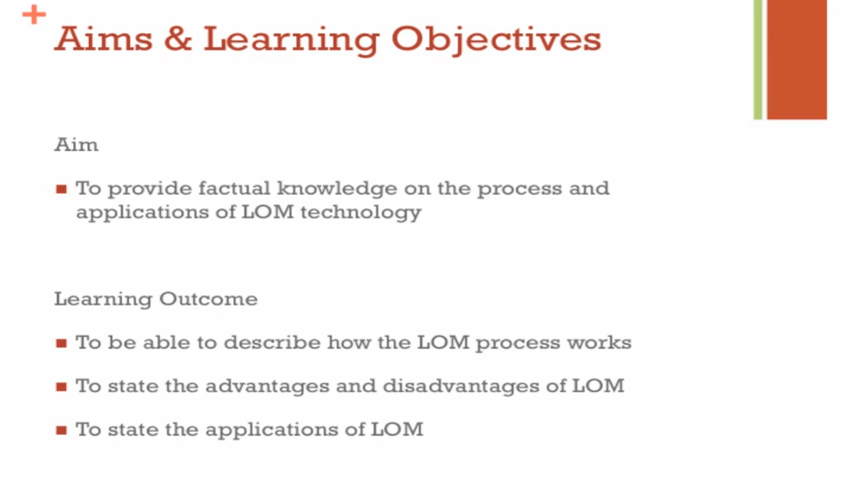 Aims & Learning Objectives
Aim
To provide factual knowledge on the process and
applications of LOM technology
Learning Outcome
To be able to describe how the LOM process works
To state the advantages and disadvantages of LOM
To state the applications of LOM